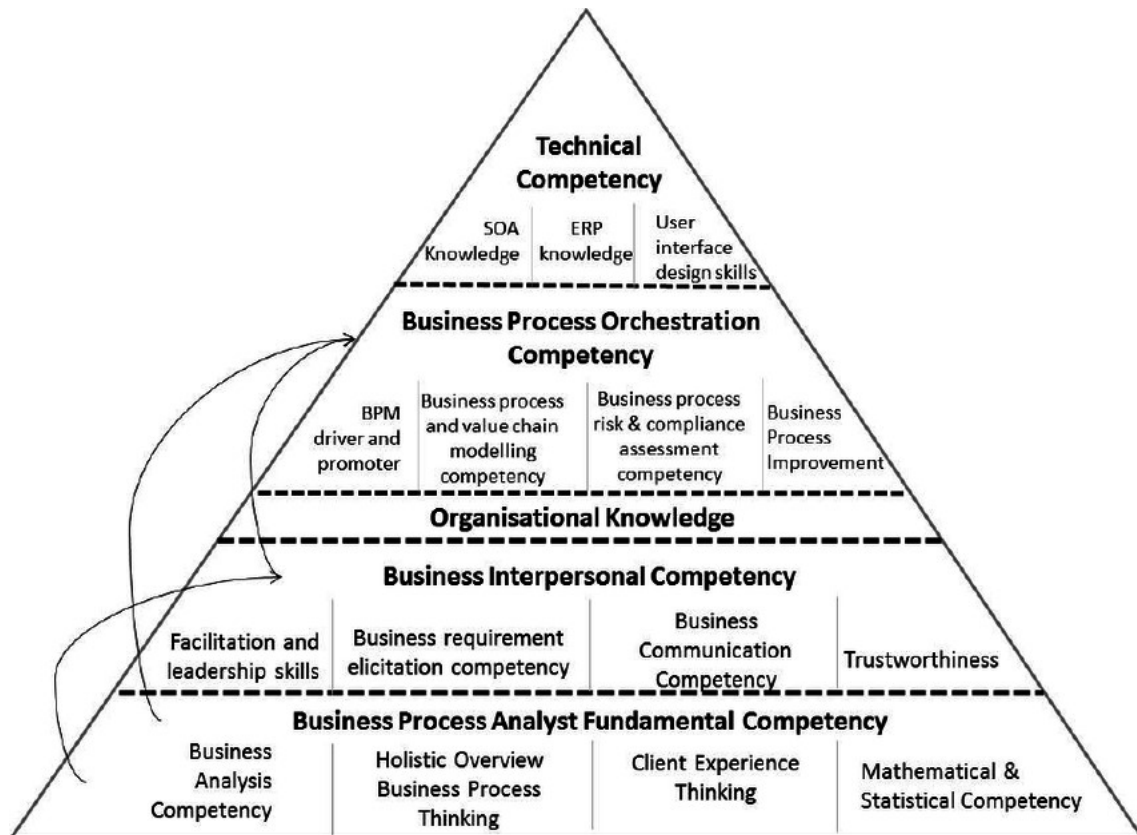 Technical
Competency
SOA
Knowledge
ERP
knowledge
User
interface
design skills
Business Process Orchestration
Competency
BPM
driver and
promoter
Business process
and value chain
modelling
competency
Business process
risk & compliance
assessment
competency
Business
Process
Improvement
Organisational Knowledge
Business Interpersonal Competency
Facilitation and
leadership skills
Business requirement
elicitation competency
Business
Communication
Competency
Trustworthiness
Business Process Analyst Fundamental Competency
Business
Analysis
Competency
Holistic Overview
Business Process
Thinking
Client Experience
Thinking
Mathematical &
Statistical Competency